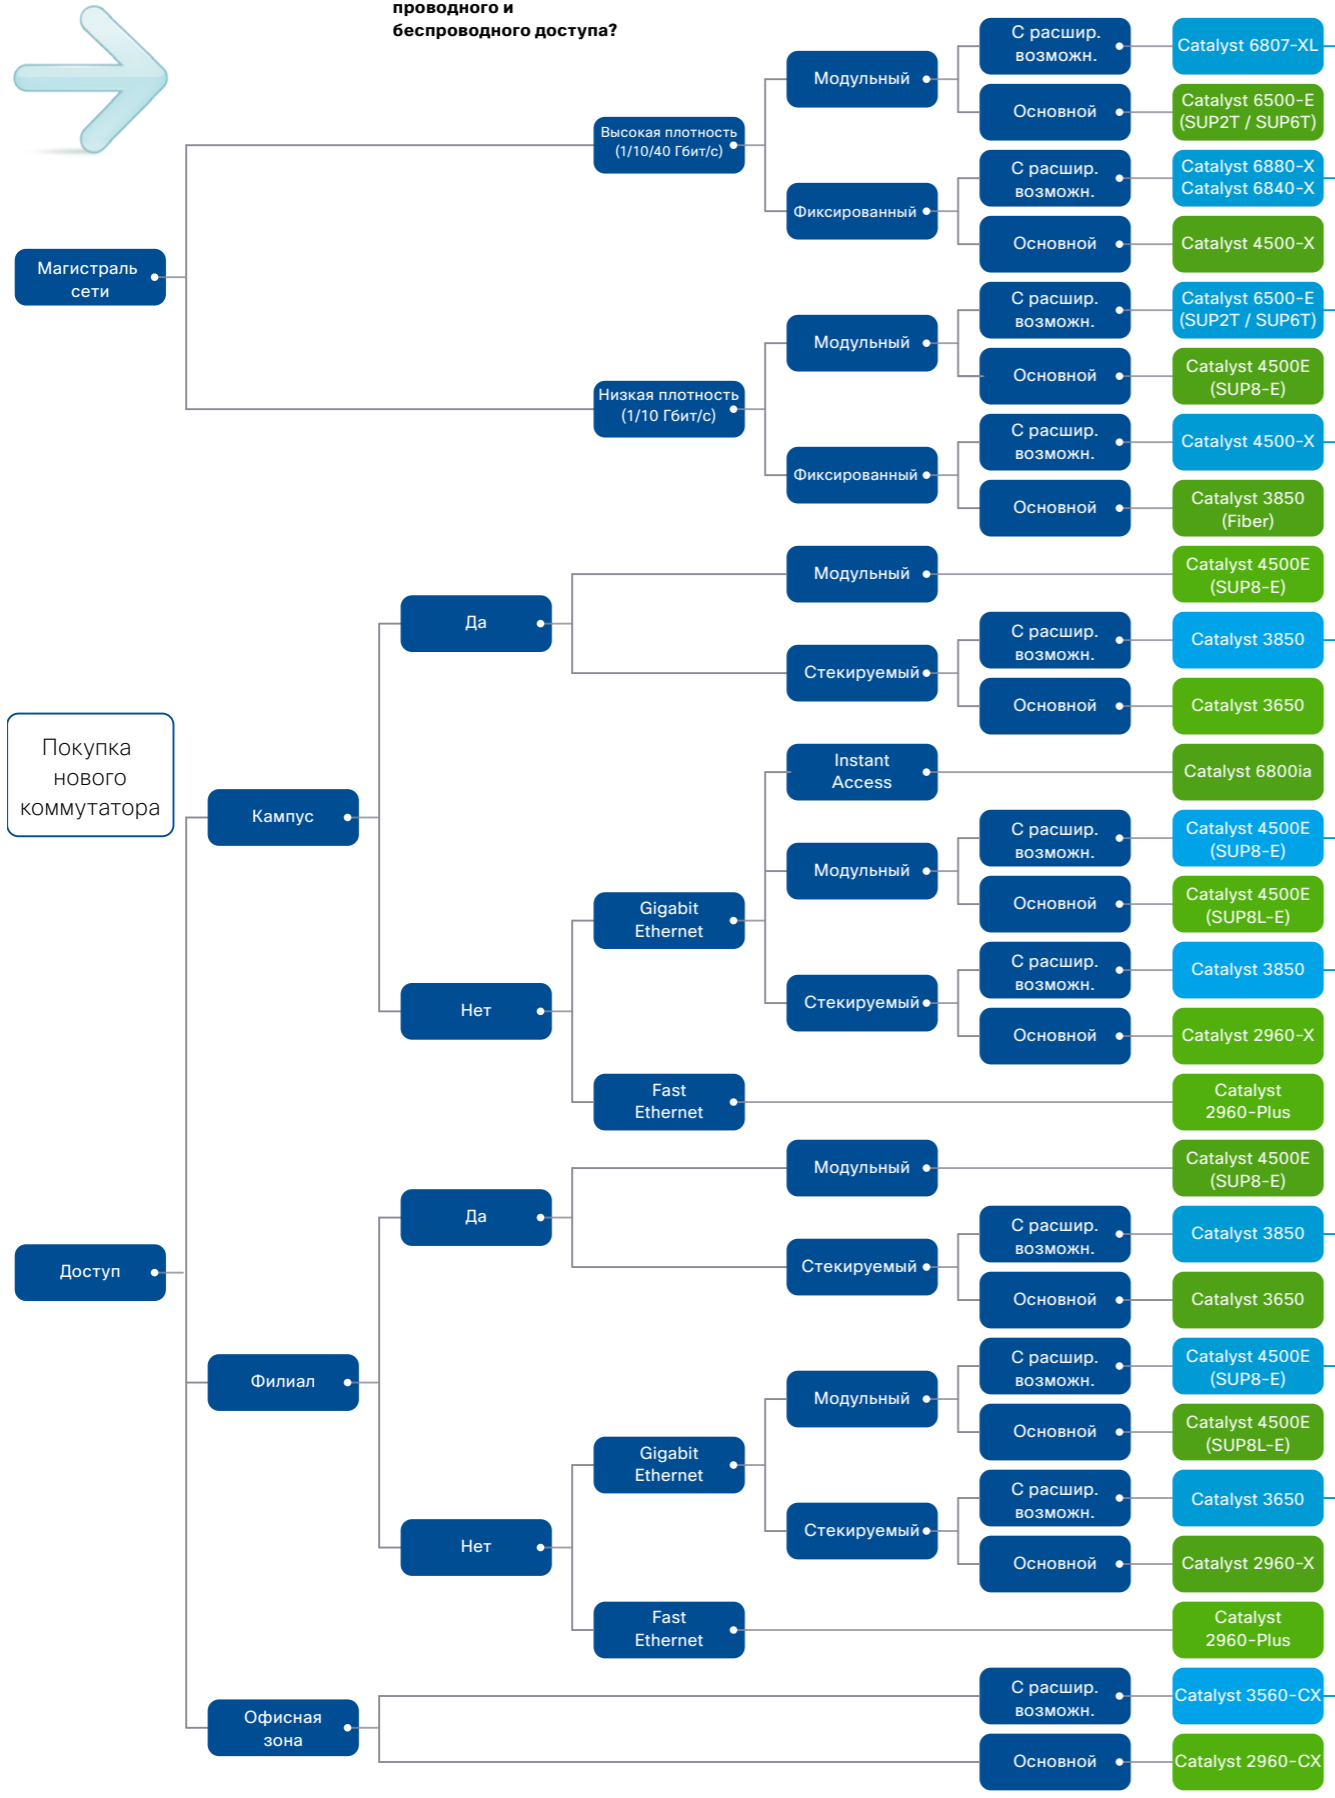 проводного и
беспроводного доступа?
С расшир.
возможн.
Catalyst 6807-XL
Модульный
Основной
Catalyst 6500-E
(SUP2T / SUP6T)
Высокая плотность
(1/10/40 Гбит/с)
С расшир.
возможн.
Catalyst 6880-X
Catalyst 6840-X
Фиксированный
Основной
Catalyst 4500-X
Магистраль
сети
С расшир.
возможн.
Catalyst 6500-E
(SUP2T / SUP6T)
Модульный
Основной
Catalyst 4500E
(SUP8-E)
Низкая плотность
(1/10 Гбит/с)
С расшир.
возможн.
Catalyst 4500-X
Фиксированный
Основной
Catalyst 3850
(Fiber)
Модульный
Catalyst 4500E
(SUP8-E)
Да
С расшир.
возможн.
Catalyst 3850
Стекируемый
Основной
Catalyst 3650
Покупка
нового
коммутатора
Instant
Access
Catalyst 6800ia
Кампус
С расшир.
возможн.
Catalyst 4500E
(SUP8-E)
Модульный
Основной
Catalyst 4500E
(SUP8L-E)
Gigabit
Ethernet
С расшир.
возможн.
Catalyst 3850
Стекируемый
Нет
Основной
Catalyst 2960-X
Fast
Ethernet
Catalyst
2960-Plus
Модульный
Catalyst 4500E
(SUP8-E)
Да
С расшир.
возможн.
Catalyst 3850
Стекируемый
Доступ
Основной
Catalyst 3650
Филиал
С расшир.
возможн.
Catalyst 4500E
(SUP8-E)
Модульный
Основной
Catalyst 4500E
(SUP8L-E)
Gigabit
Ethernet
С расшир.
возможн.
Catalyst 3650
Стекируемый
Нет
Основной
Catalyst 2960-X
Fast
Ethernet
Catalyst
2960-Plus
Офисная
зона
С расшир.
возможн.
Catalyst 3560-CX
Основной
Catalyst 2960-CX